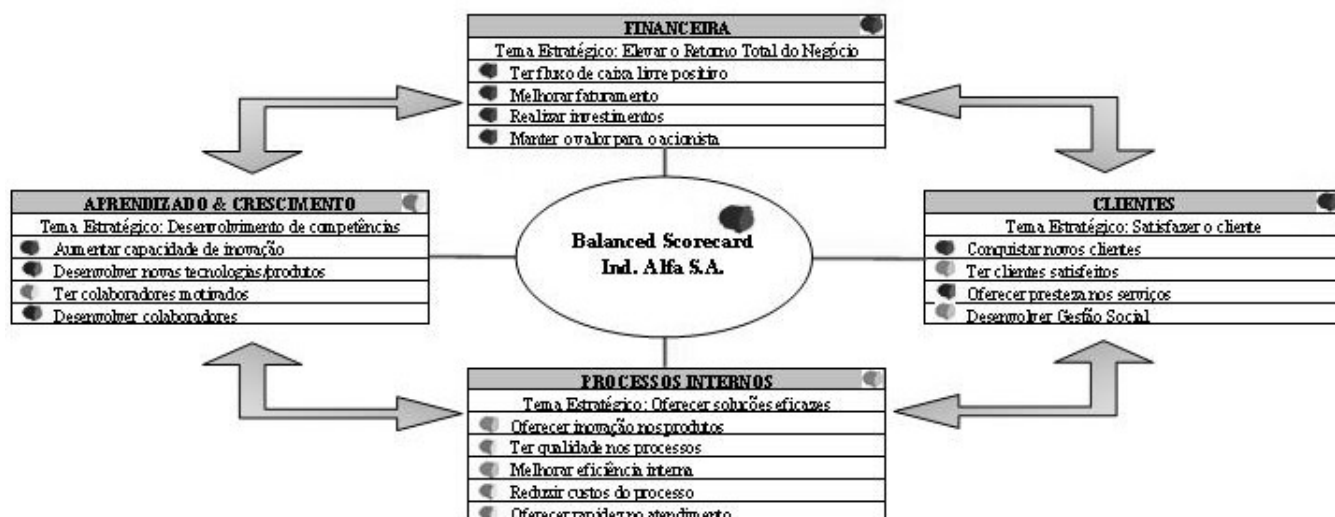 FINANCEIRA
Tema Estratégico: Elevar o Retorno Total do Negócio
Ter fluxo de caixa livre positivo
Melhorar faturamento
Realizar investimentos
Manter o valor para o acionista
APRENDIZADO & CRESCIMENTO
Tema Estratégico: Desenvolvimento de competências
Aumentar capacidade de inovação
Desenvolver novas tecnologias/produtos
Ter colaboradores motivados
Desenvolver colaboradores
Balanced Scorecard
Ind. Alfa S.A.
CLIENTES
Tema Estratégico: Satisfazer o cliente
Conquistar novos clientes
Ter clientes satisfeitos
Oferecer presteza nos serviços
Desenvolver Gestão Social
PROCESSOS INTERNOS
Tema Estratégico: Oferecer soluções eficazes
Oferecer inovação nos produtos
Ter qualidade nos processos
Melhorar eficiência interna
Reduzir custos do processo
Oferecer rapidez no atendimento